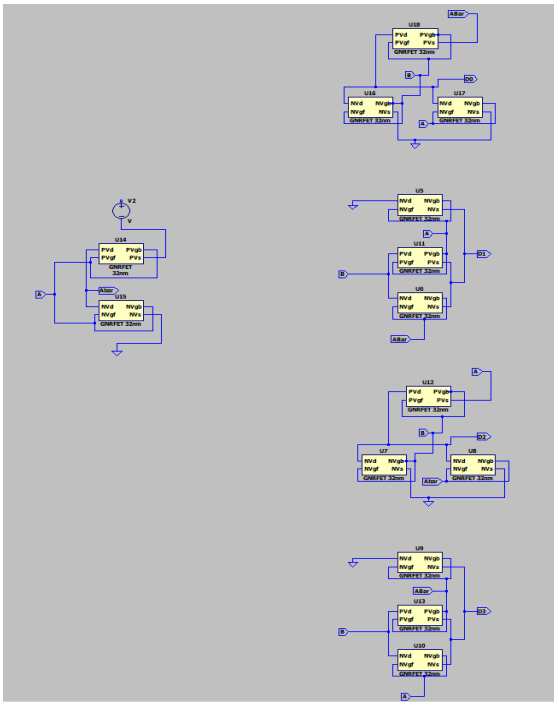 ABar
U18
PVd PVgb
PVgf PVs
GNRFET 32nm
B
D0
U16
NVd NVgb
NVgf NVs
GNRFET 32nm
U17
NVd NVgb
NVgf NVs
GNRFET 32nm
A
V2
V
U14
PVd PVgb
PVgf PVs
GNRFET
32nm
A
Abar
U15
NVd NVgb
NVgf NVs
GNRFET 32nm
U5
NVd NVgb
NVgf NVs
GNRFET 32nm
A
U11
PVd PVgb
PVgf PVs
GNRFET 32nm
B
D1
U6
NVd NVgb
NVgf NVs
GNRFET 32nm
ABar
A
U12
PVd PVgb
PVgf PVs
GNRFET 32nm
B
D2
U7
NVd NVgb
NVgf NVs
GNRFET 32nm
U8
NVd NVgb
NVgf NVs
GNRFET 32nm
Abar
U9
NVd NVgb
NVgf NVs
GNRFET 32nm
ABar
U13
PVd PVgb
PVgf PVs
GNRFET 32nm
B
D3
U10
NVd NVgb
NVgf NVs
GNRFET 32nm
A